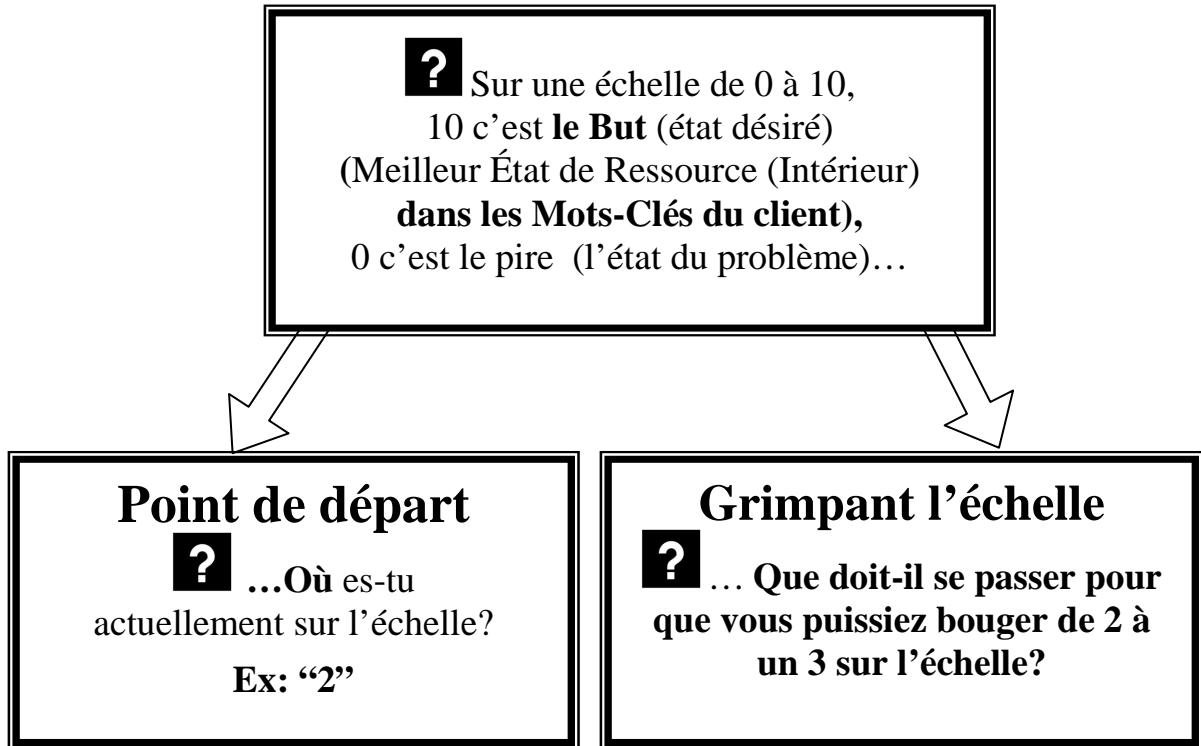 ? Sur une échelle de 0 à 10,
10 c’est le But (état désiré)
(Meilleur État de Ressource (Intérieur)
dans les Mots-Clés du client),
0 c’est le pire (l’état du problème)…
Point de départ
? …Où es-tu
actuellement sur l’échelle?
Ex: “2”
Grimpant l’échelle
? … Que doit-il se passer pour
que vous puissiez bouger de 2 à
un 3 sur l’échelle?